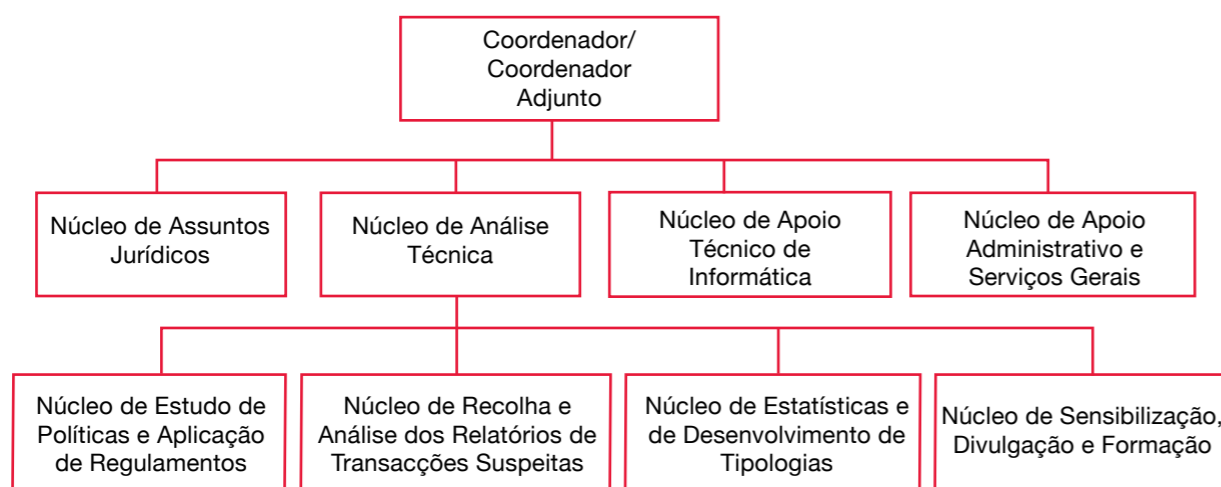 Coordenador/
Coordenador
Adjunto
Núcleo de Assuntos
Jurídicos
Núcleo de Análise
Técnica
Núcleo de Apoio
Técnico de
Informática
Núcleo de Apoio
Administrativo e
Serviços Gerais
Núcleo de Estudo de
Políticas e Aplicação
de Regulamentos
Núcleo de Recolha e
Análise dos Relatórios de
Transacções Suspeitas
Núcleo de Estatísticas e
de Desenvolvimento de
Tipologias
Núcleo de Sensibilização,
Divulgação e Formação